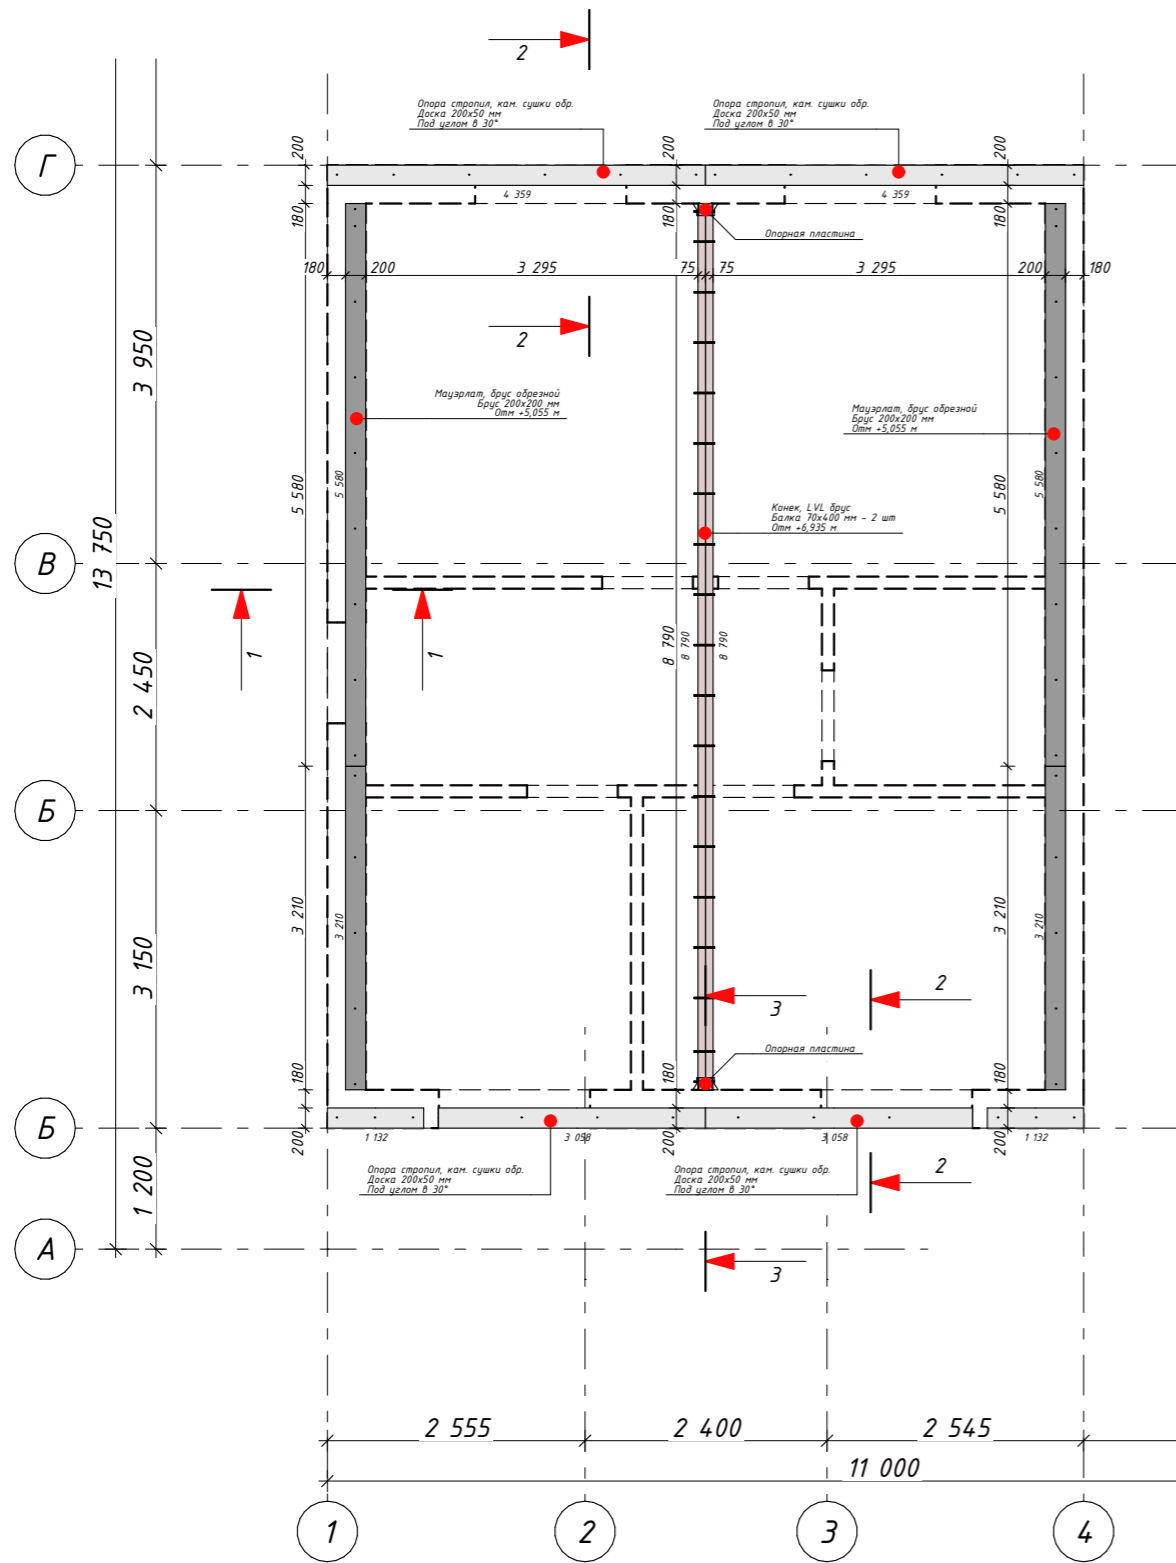 2
Опора стропил, кам. сушки обр.
Доска 200х50 мм
Под углом в 30°
Опора стропил, кам. сушки обр.
Доска 200х50 мм
Под углом в 30°
200
200
200
Г
4 359
4 359
180
180
180
Опорная пластина
180
200
3 295
75
75
3 295
200
180
2
3 950
Мауэрлат, брус обрезной
Брус 200х200 мм
Отм +5,055 м
Мауэрлат, брус обрезной
Брус 200х200 мм
Отм +5,055 м
5 580
5 580
5 580
5 580
Конек, LVL брус
Балка 70х400 мм - 2 шт
Отм +6,935 м
13 750
В
1
1
8 790
8 790
8 790
2 450
Б
3 210
3 210
3 210
3 210
3 150
2
3
Опорная пластина
180
180
180
Б
200
1 132
3 058
200
3 058
1 132
200
Опора стропил, кам. сушки обр.
Доска 200х50 мм
Под углом в 30°
Опора стропил, кам. сушки обр.
Доска 200х50 мм
Под углом в 30°
2
1 200
А
3
2 555
2 400
2 545
11 000
1
2
3
4